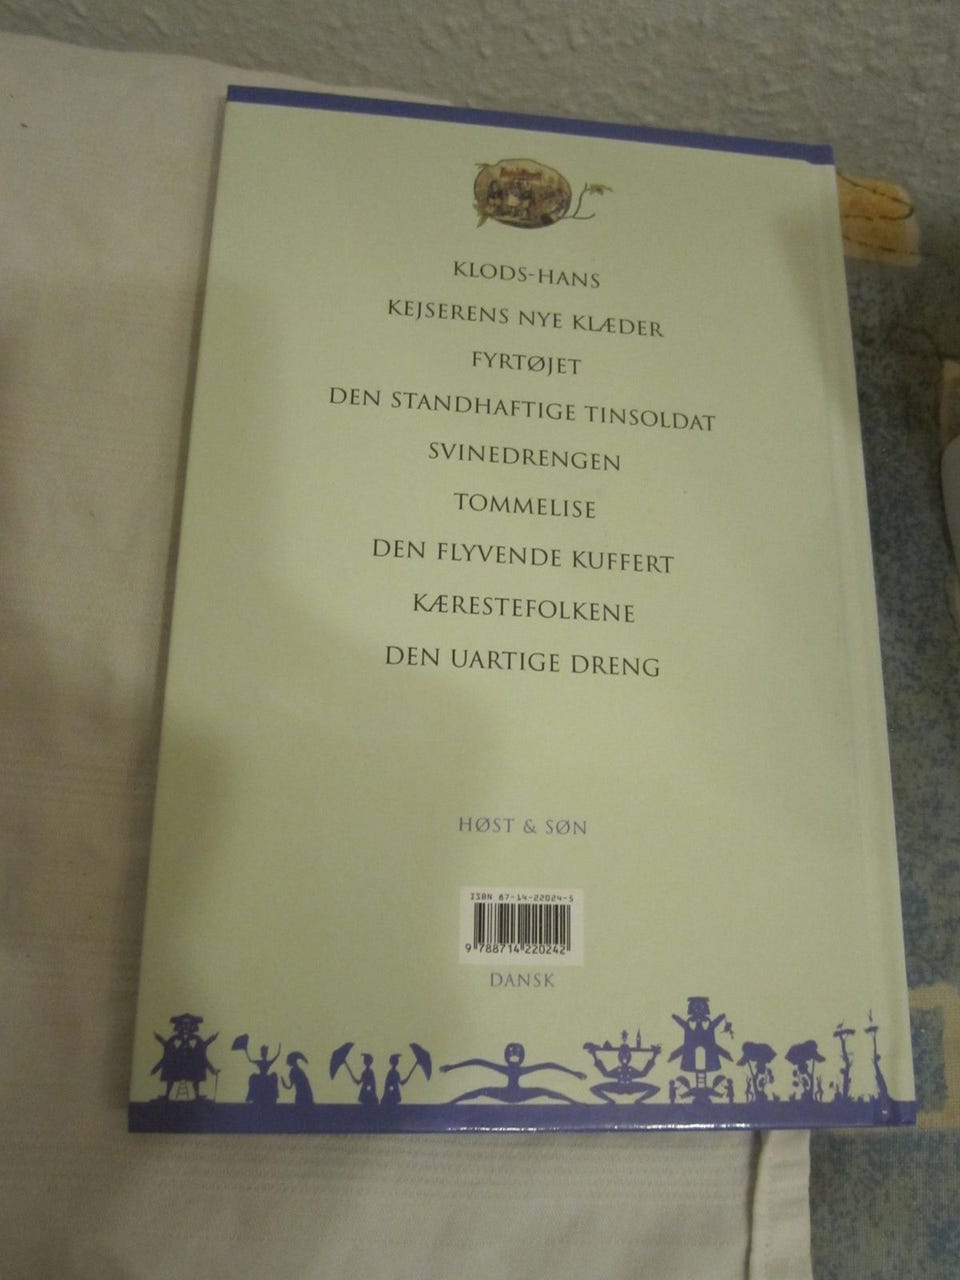 KLODS-HANS
KEJSERENS NYE KLÆDER
FYRTØJET
DEN STANDHAFTIGE TINSOLDAT
SVINEDRENGEN
TOMMELISE
DEN FLYVENDE KUFFERT
KÆRESTEFOLKENE
DEN UARTIGE DRENG
HØST & SØN
ISBN 87-14-22024-5
9 788714 220242
DANSK